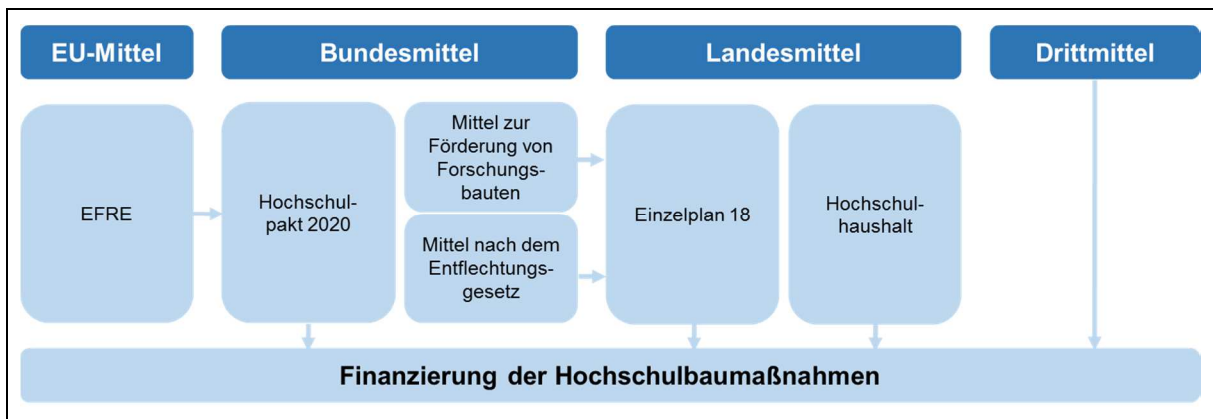 EU-Mittel
Bundesmittel
Landesmittel
Drittmittel
EFRE
Hochschul-
pakt 2020
Mittel zur
Förderung von
Forschungs-
bauten
Mittel nach dem
Entflechtungs-
gesetz
Einzelplan 18
Hochschul-
haushalt
Finanzierung der Hochschulbaumaßnahmen